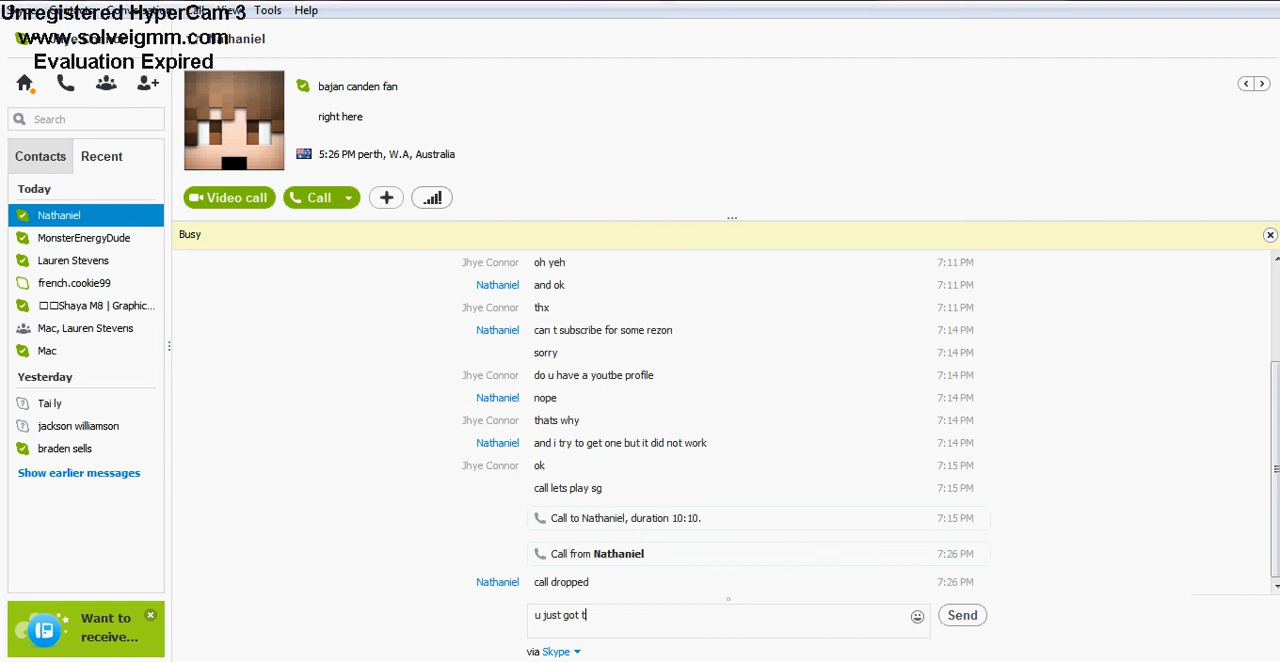 Unregistered HyperCam 3
Tools Help
www.solveigmm.com
Nathaniel
Evaluation Expired
bajan canden fan
right here
5:26 PM perth, W.A, Australia
Search
Contacts Recent
Video call
Call
Today
Nathaniel
MonsterEnergyDude
Lauren Stevens
french.cookie99
Shaya M8 | Graphic...
Mac, Lauren Stevens
Mac
Yesterday
Tai ly
jackson williamson
braden sells
Show earlier messages
Want to
receive...
Busy
Jhye Connor oh yeh 7:11 PM
Nathaniel and ok 7:11 PM
Jhye Connor thx 7:11 PM
Nathaniel can t subscribe for some rezon 7:14 PM
sorry 7:14 PM
Jhye Connor do u have a youtbe profile 7:14 PM
Nathaniel nope 7:14 PM
Jhye Connor thats why 7:14 PM
Nathaniel and i try to get one but it did not work 7:14 PM
Jhye Connor ok 7:15 PM
call lets play sg 7:15 PM
Call to Nathaniel, duration 10:10. 7:15 PM
Call from Nathaniel 7:26 PM
Nathaniel call dropped 7:26 PM
u just got t
Send
via Skype